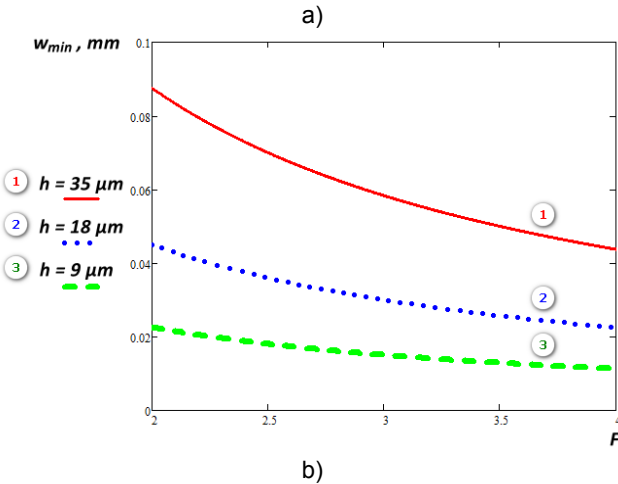 a)
w_min , mm
0.1
0.08
0.06
0.04
0.02
0
1 h = 35 μm
2 h = 18 μm
3 h = 9 μm
1
2
3
2 2.5 3 3.5 4
F
b)